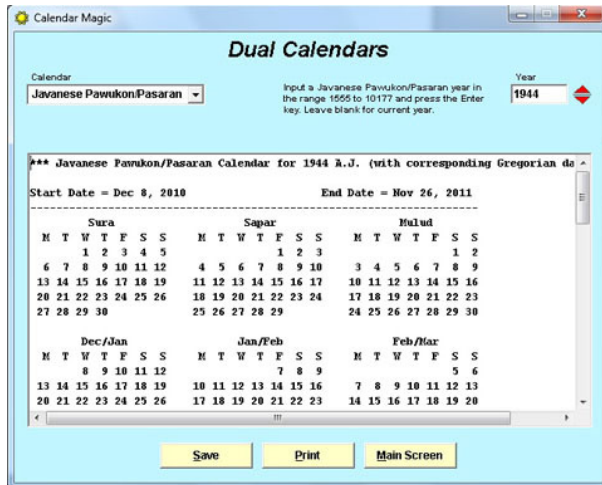 Calendar Magic
Dual Calendars
Calendar
Javanese Pawukon/Pasaran
Input a Javanese Pawukon/Pasaran year in
the range 1555 to 10177 and press the Enter
key. Leave blank for current year.
Year
1944
*** Javanese Pawukon/Pasaran Calendar for 1944 A.J. (with corresponding Gregorian da
Start Date = Dec 8, 2010 End Date = Nov 26, 2011
Sura Sapar Mulud
M T W T F S S M T W T F S S M T W T F S S
1 2 3 4 5 1 2 3 1 2
6 7 8 9 10 11 12 4 5 6 7 8 9 10 3 4 5 6 7 8 9
13 14 15 16 17 18 19 11 12 13 14 15 16 17 10 11 12 13 14 15 16
20 21 22 23 24 25 26 18 19 20 21 22 23 24 17 18 19 20 21 22 23
27 28 29 30 25 26 27 28 29 24 25 26 27 28 29 30
Dec/Jan Jan/Feb Feb/Mar
M T W T F S S M T W T F S S M T W T F S S
8 9 10 11 12 7 8 9 5 6
13 14 15 16 17 18 19 10 11 12 13 14 15 16 7 8 9 10 11 12 13
20 21 22 23 24 25 26 17 18 19 20 21 22 23 14 15 16 17 18 19 20
Save Print Main Screen